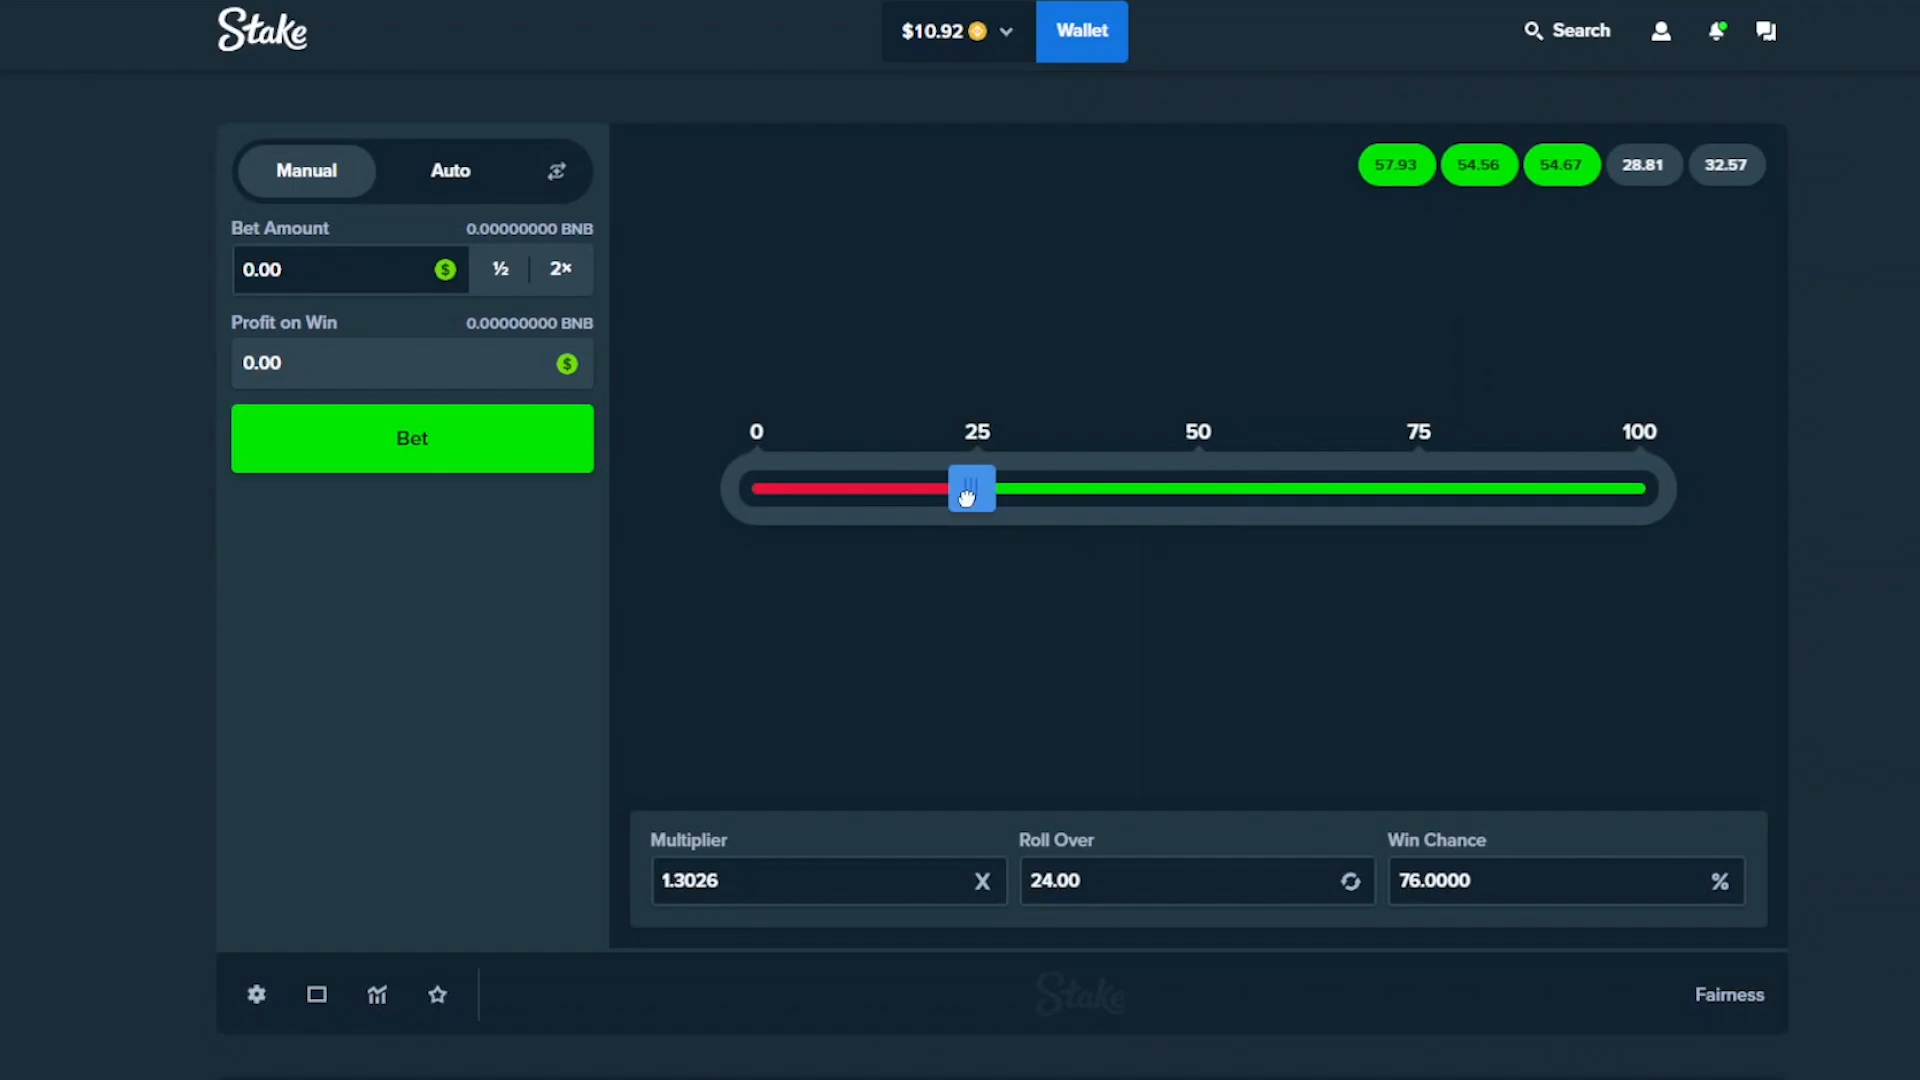 Stake
$10.92
Wallet
Search
Manual
Auto
57.93
54.56
54.67
28.81
32.57
Bet Amount
0.00000000 BNB
0.00
½
2×
Profit on Win
0.00000000 BNB
0.00
Bet
0
25
50
75
100
Multiplier
1.3026
X
Roll Over
24.00
Win Chance
76.0000
%
Stake
Fairness